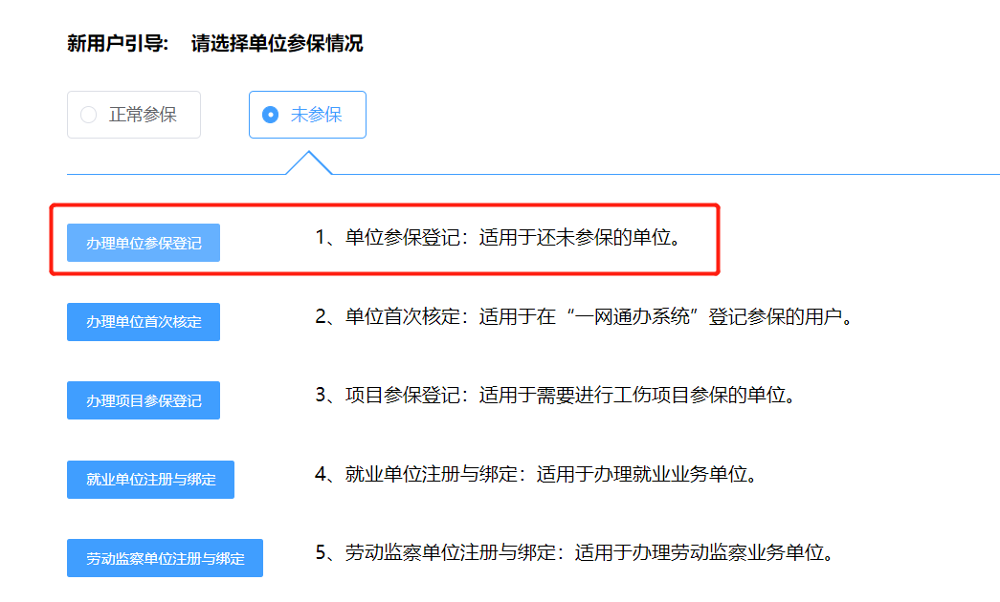 新用户引导： 请选择单位参保情况
正常参保 未参保
办理单位参保登记 1、单位参保登记：适用于还未参保的单位。
办理单位首次核定 2、单位首次核定：适用于在“一网通办系统”登记参保的用户。
办理项目参保登记 3、项目参保登记：适用于需要进行工伤项目参保的单位。
就业单位注册与绑定 4、就业单位注册与绑定：适用于办理就业业务单位。
劳动监察单位注册与绑定 5、劳动监察单位注册与绑定：适用于办理劳动监察业务单位。